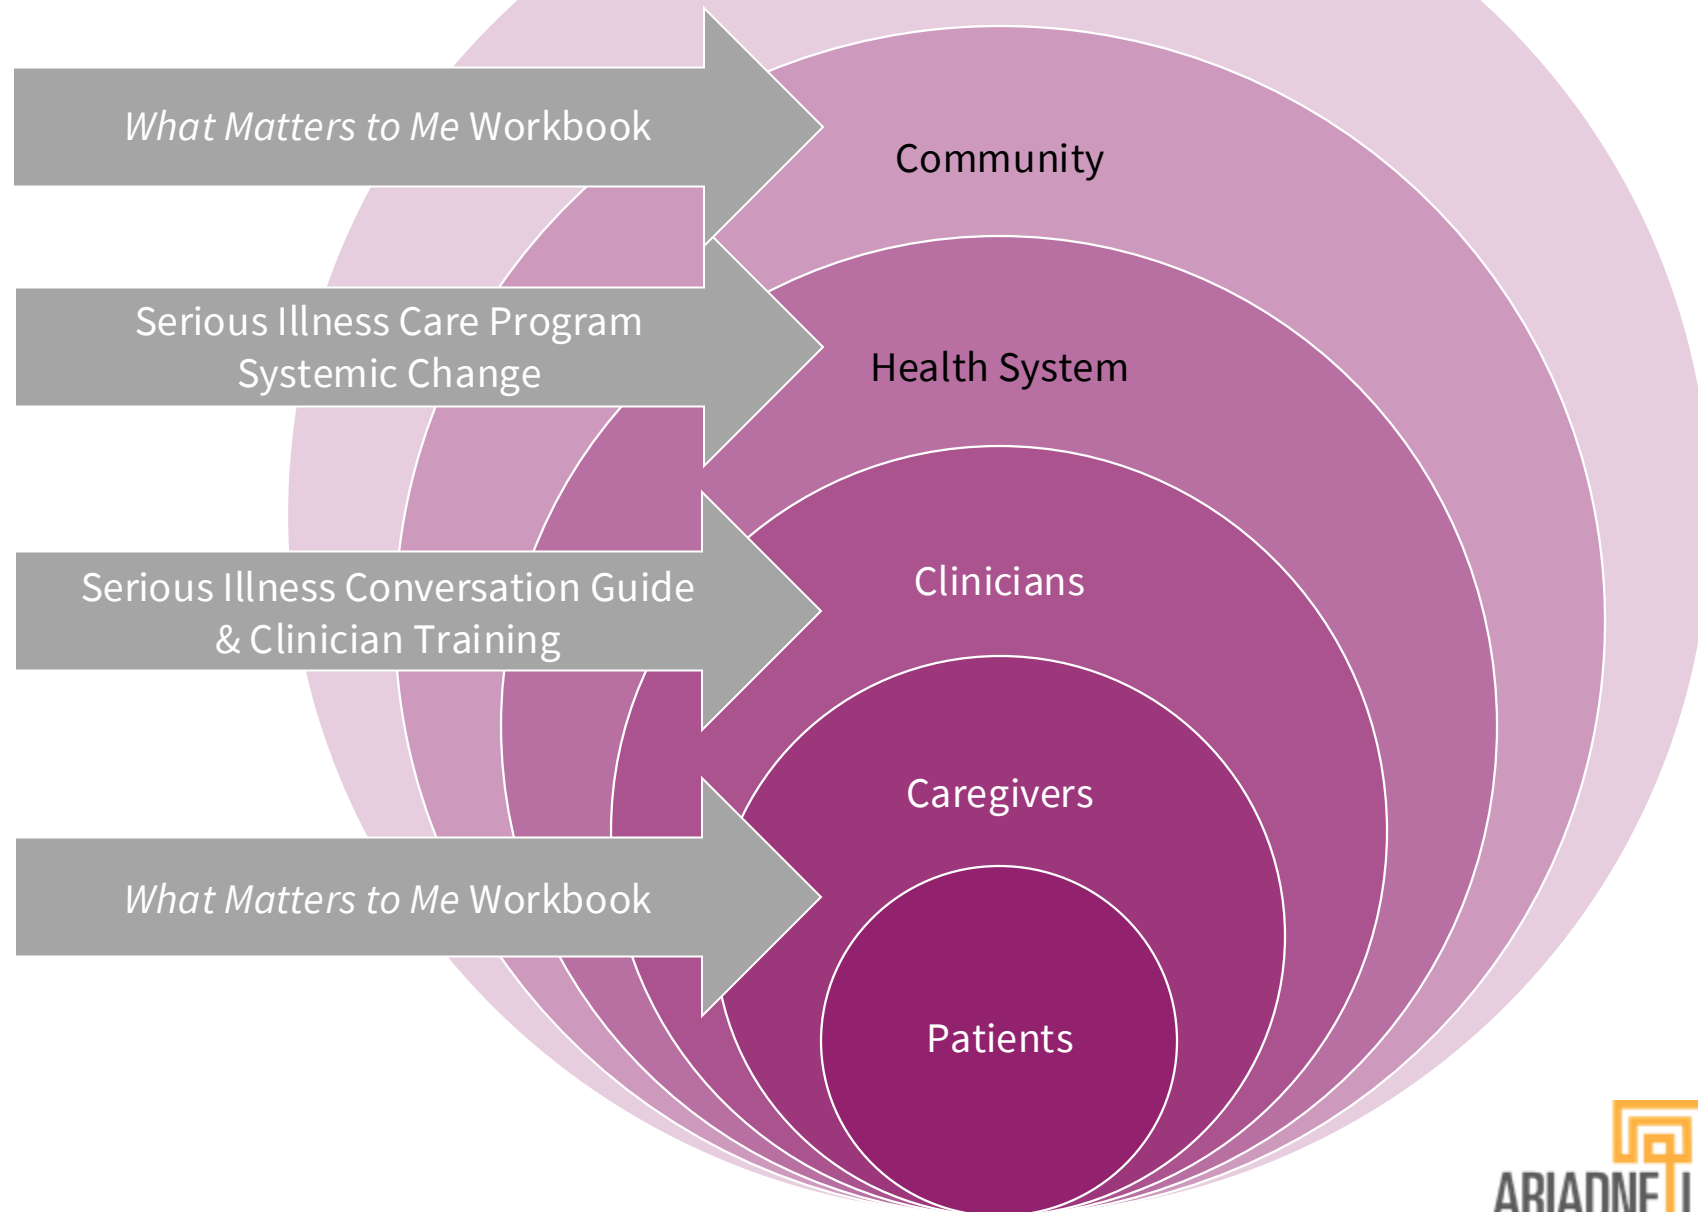 What Matters to Me Workbook
Community
Serious Illness Care Program
Systemic Change
Health System
Serious Illness Conversation Guide
& Clinician Training
Clinicians
Caregivers
What Matters to Me Workbook
Patients
ARIADNE L